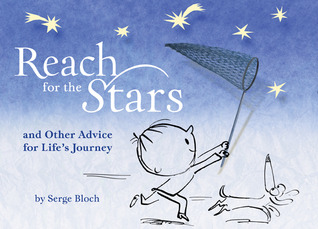 Reach
for the
Stars
and Other Advice
for Life's Journey
by Serge Bloch